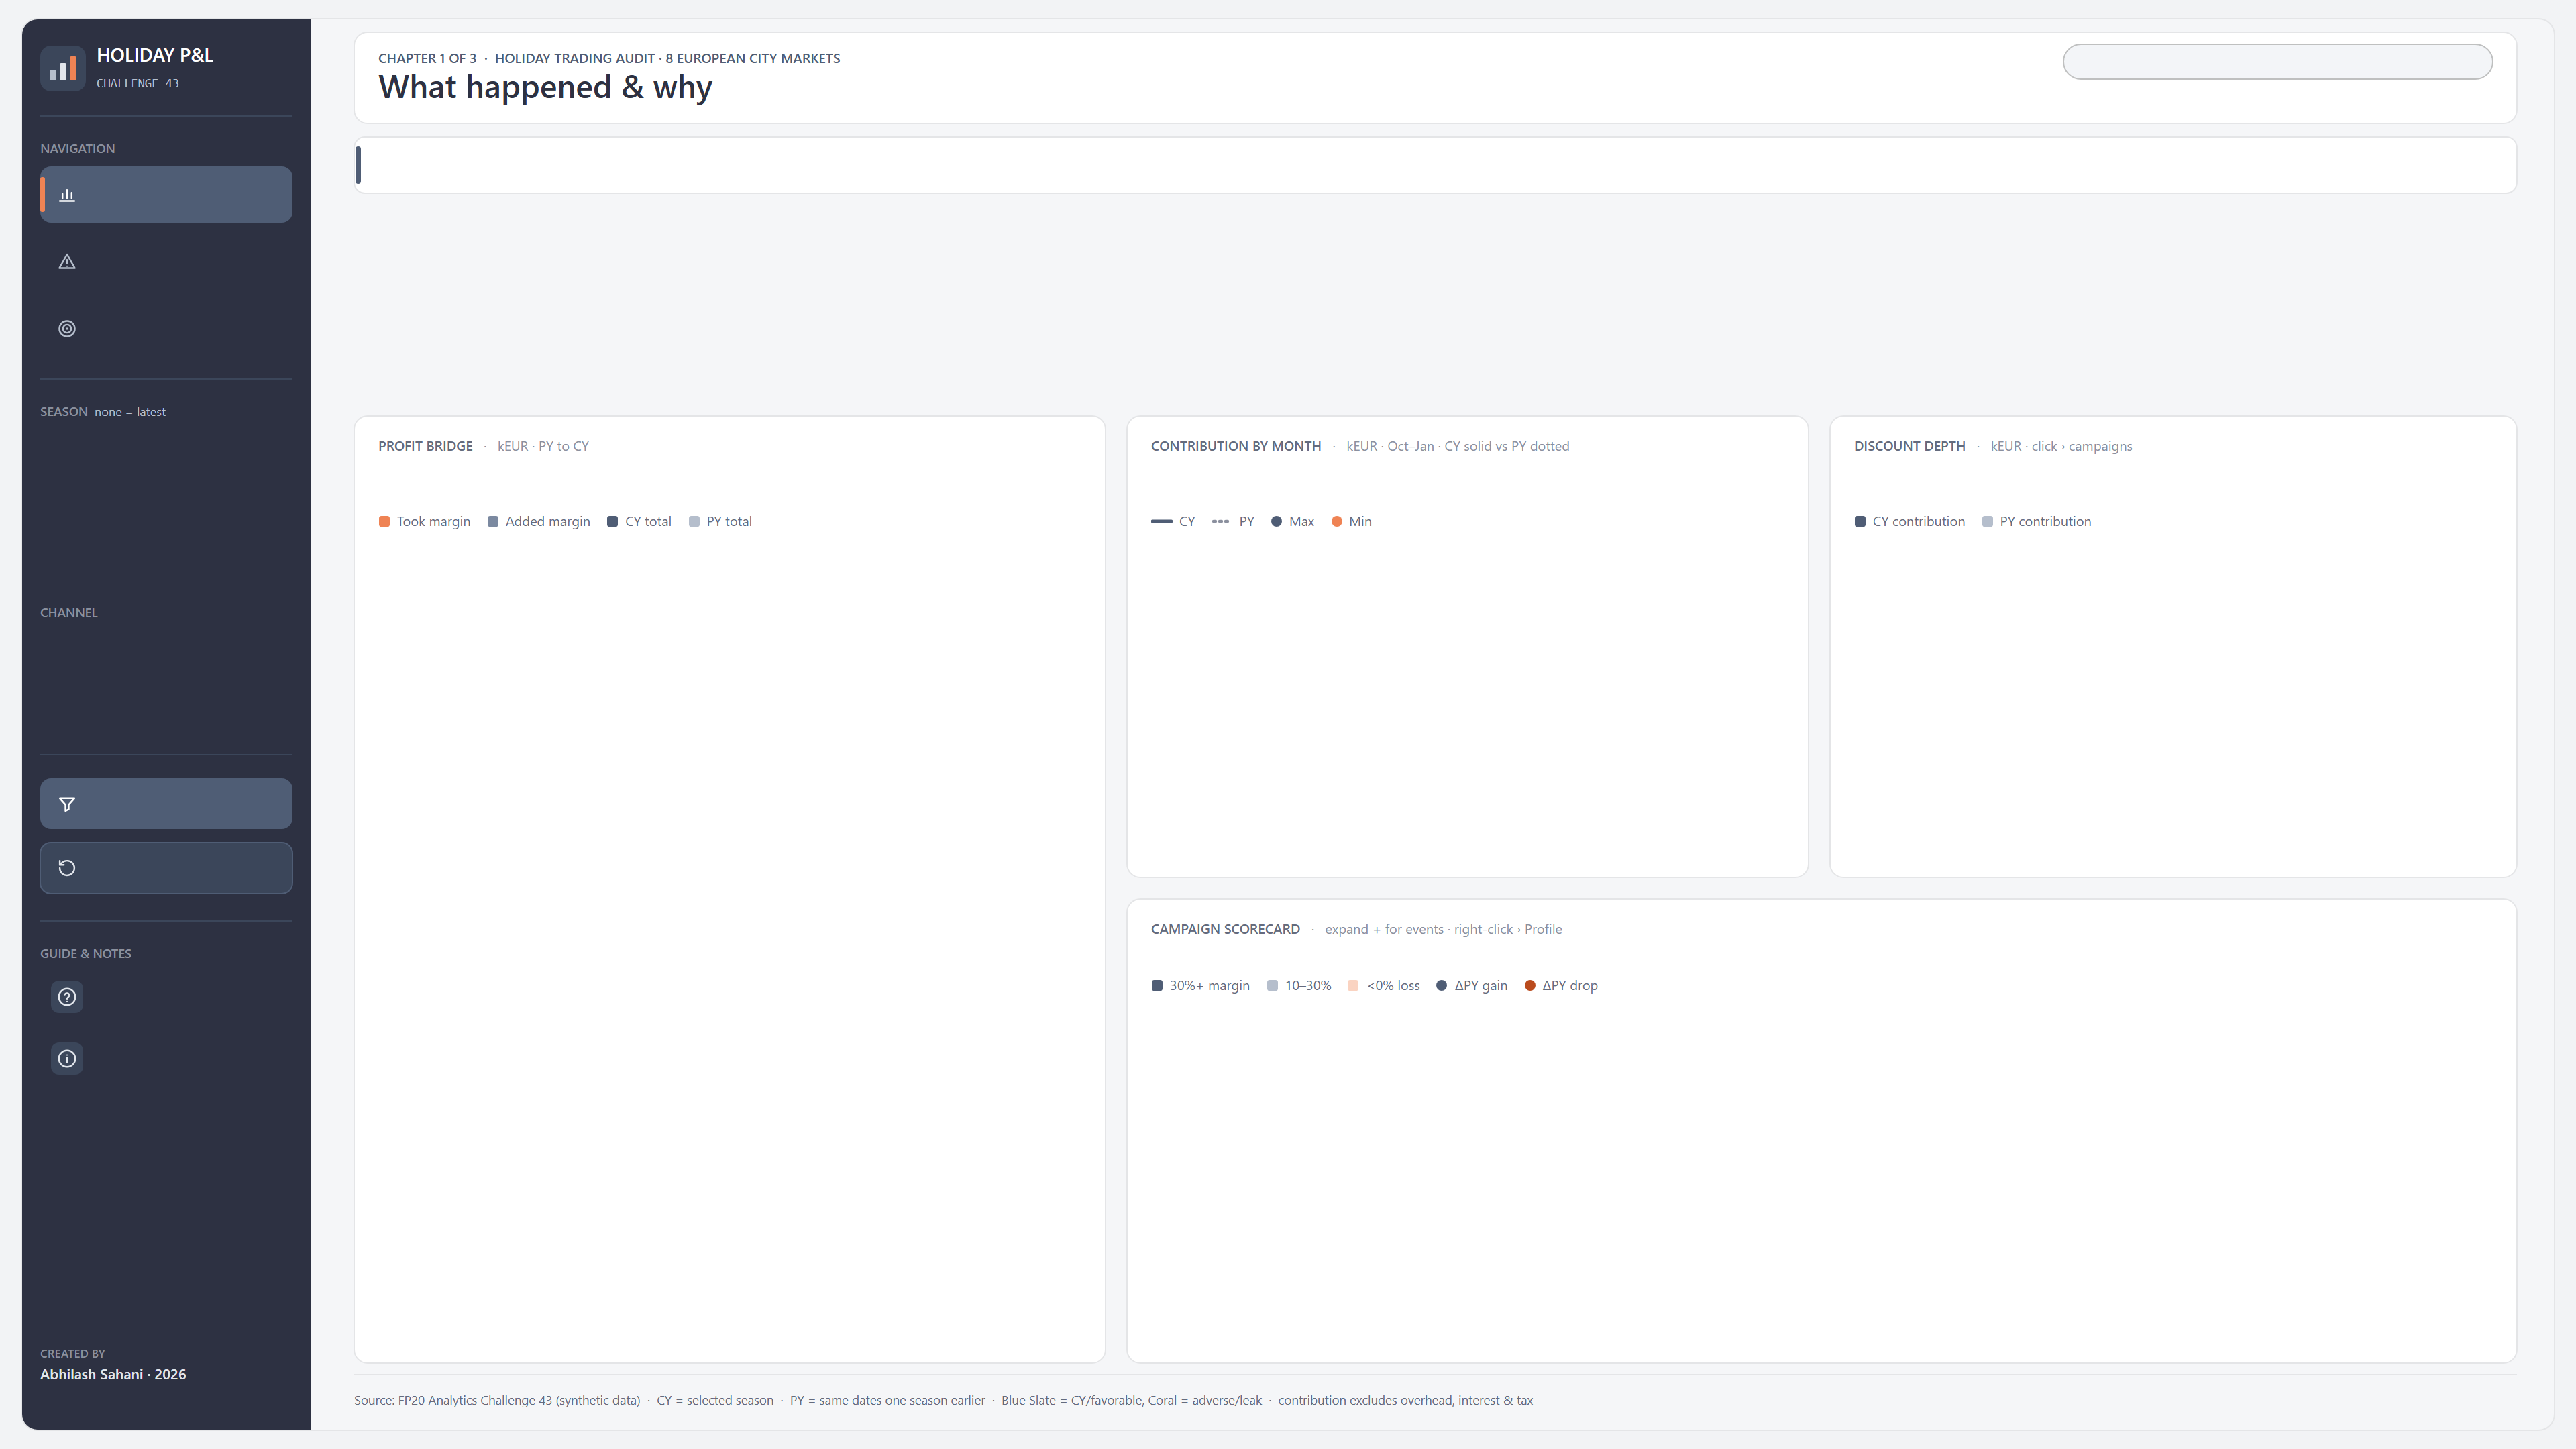 HOLIDAY P&L
CHALLENGE 43
NAVIGATION
SEASON none = latest
CHANNEL
GUIDE & NOTES
CREATED BY
Abhilash Sahani · 2026
CHAPTER 1 OF 3 · HOLIDAY TRADING AUDIT · 8 EUROPEAN CITY MARKETS
What happened & why
PROFIT BRIDGE · kEUR · PY to CY
Took margin Added margin CY total PY total
CONTRIBUTION BY MONTH · kEUR · Oct–Jan · CY solid vs PY dotted
CY PY Max Min
DISCOUNT DEPTH · kEUR · click › campaigns
CY contribution PY contribution
CAMPAIGN SCORECARD · expand + for events · right-click › Profile
30%+ margin 10–30% <0% loss ΔPY gain ΔPY drop
Source: FP20 Analytics Challenge 43 (synthetic data) · CY = selected season · PY = same dates one season earlier · Blue Slate = CY/favorable, Coral = adverse/leak · contribution excludes overhead, interest & tax